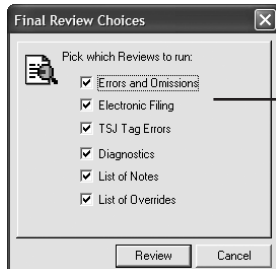 Final Review Choices
Pick which Reviews to run:
Errors and Omissions
Electronic Filing
TSJ Tag Errors
Diagnostics
List of Notes
List of Overrides
Review Cancel